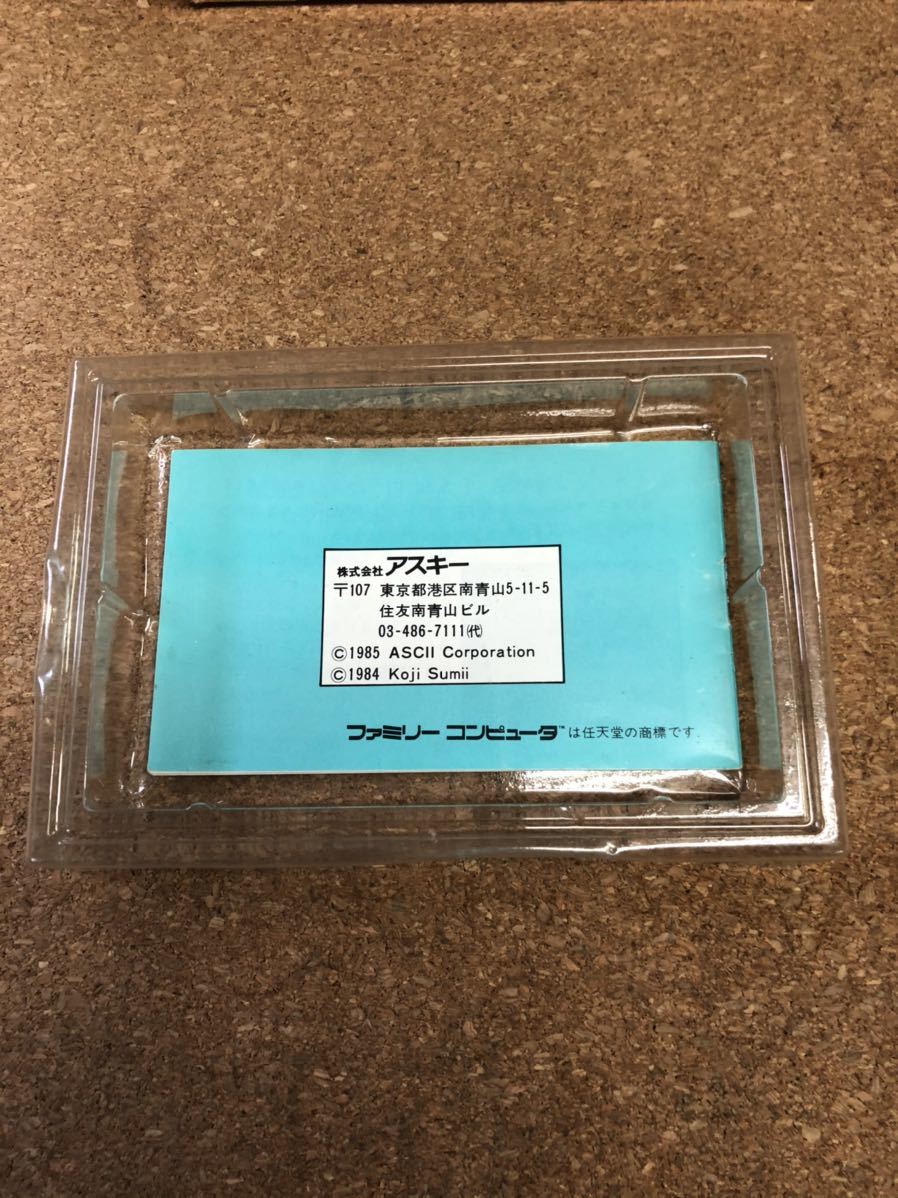 株式会社 アスキー
〒107 東京都港区南青山5-11-5
住友南青山ビル
03-486-7111㈹
©1985 ASCII Corporation
©1984 Koji Sumii
ファミリー コンピュータ™は任天堂の商標です.